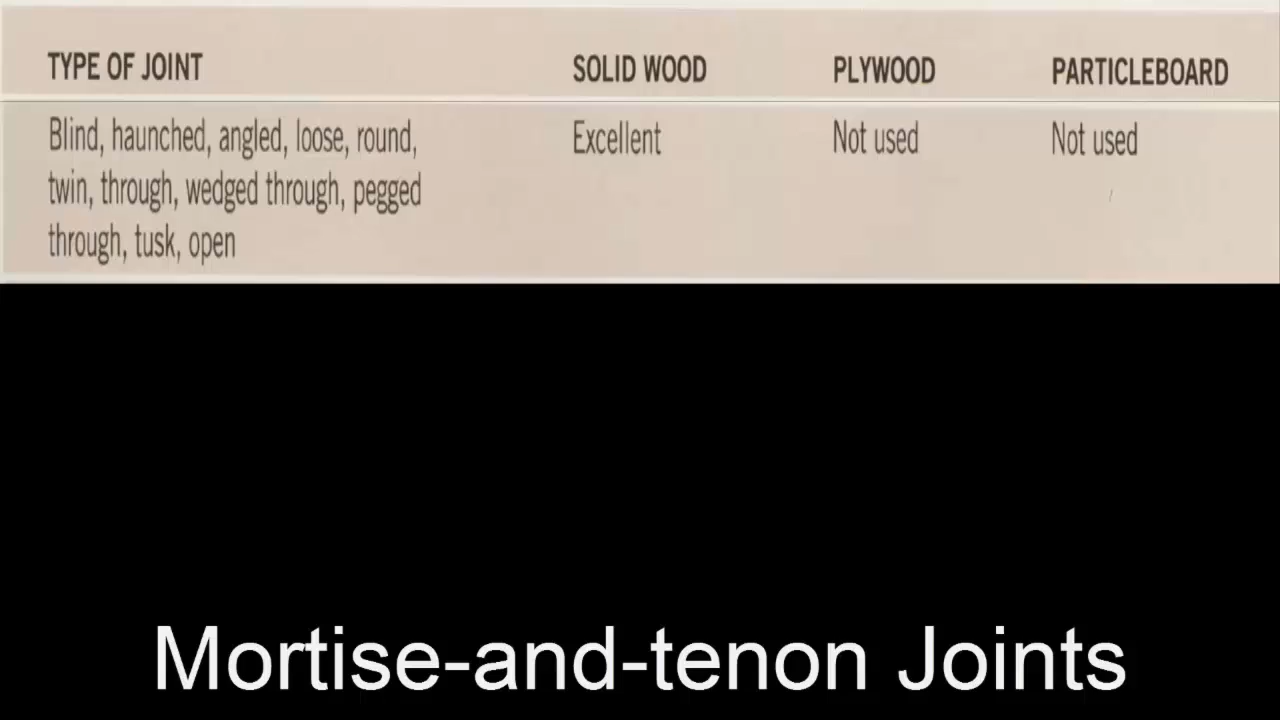 TYPE OF JOINT SOLID WOOD PLYWOOD PARTICLEBOARD
Blind, haunched, angled, loose, round, Excellent Not used Not used
twin, through, wedged through, pegged
through, tusk, open
Mortise-and-tenon Joints